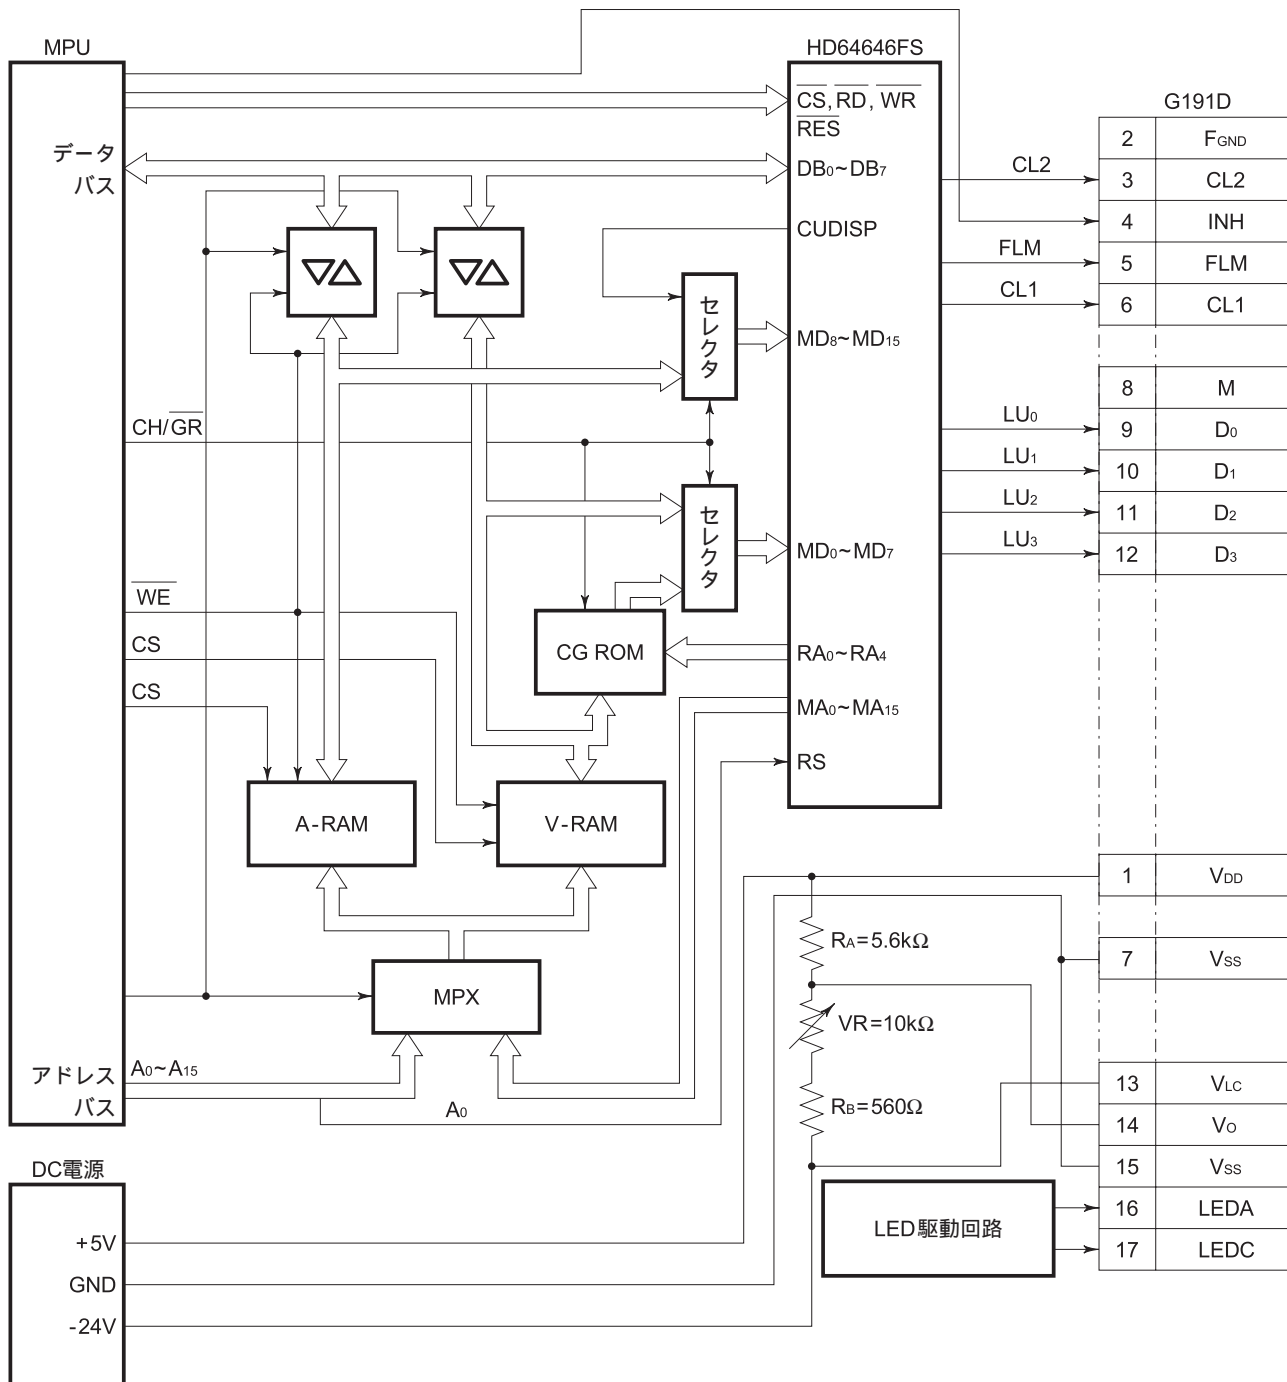 MPU
データ
バス
CH/GR
WE
CS
CS
A0~A15
アドレス
バス
A0
A-RAM
V-RAM
MPX
CG ROM
セレクタ
セレクタ
HD64646FS
CS, RD, WR
RES
DB0~DB7
CUDISP
MD8~MD15
MD0~MD7
RA0~RA4
MA0~MA15
RS
CL2
FLM
CL1
LU0
LU1
LU2
LU3
G191D
2 FGND
3 CL2
4 INH
5 FLM
6 CL1
8 M
9 D0
10 D1
11 D2
12 D3
1 VDD
7 VSS
13 VLC
14 VO
15 VSS
16 LEDA
17 LEDC
RA=5.6kΩ
VR=10kΩ
RB=560Ω
LED駆動回路
DC電源
+5V
GND
-24V